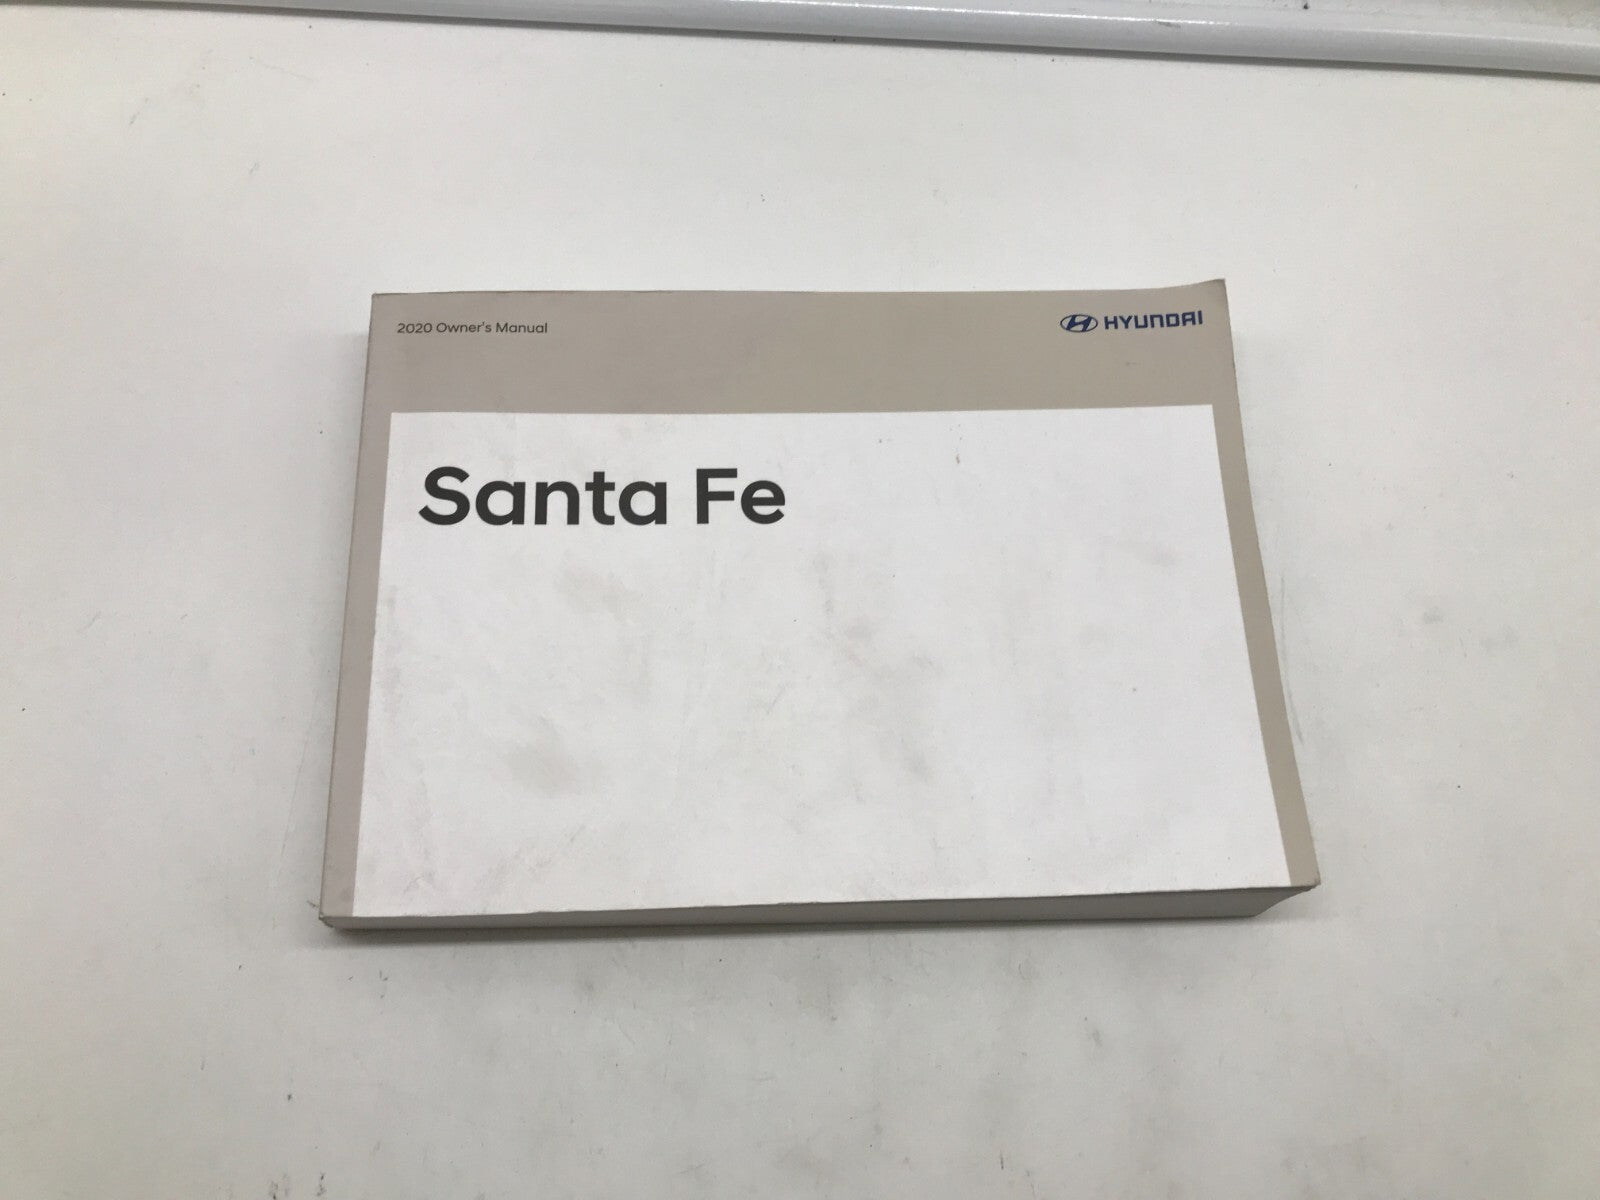 2020 Owner's Manual
HYUNDAI
Santa Fe